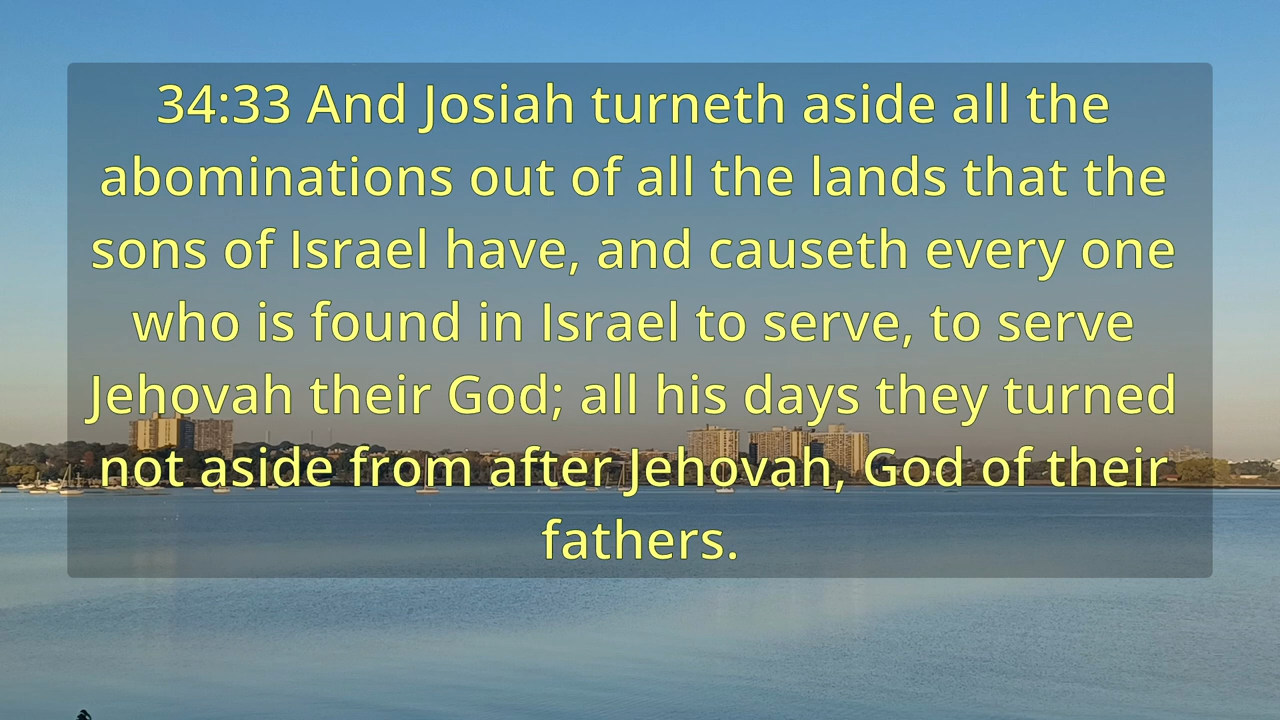 34:33 And Josiah turneth aside all the
abominations out of all the lands that the
sons of Israel have, and causeth every one
who is found in Israel to serve, to serve
Jehovah their God; all his days they turned
not aside from after Jehovah, God of their
fathers.